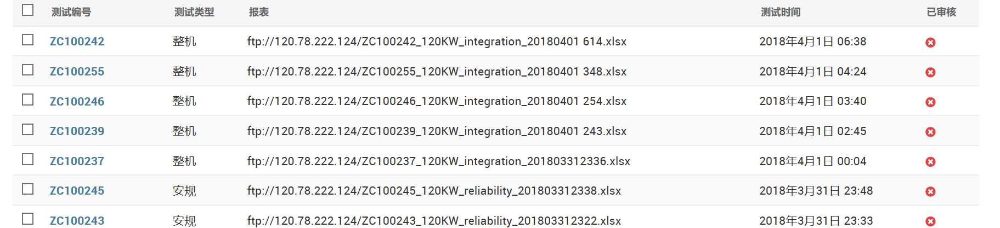 测试编号 测试类型 报表 测试时间 已审核
ZC100242 整机 ftp://120.78.222.124/ZC100242_120KW_integration_20180401 614.xlsx 2018年4月1日 06:38
ZC100255 整机 ftp://120.78.222.124/ZC100255_120KW_integration_20180401 348.xlsx 2018年4月1日 04:24
ZC100246 整机 ftp://120.78.222.124/ZC100246_120KW_integration_20180401 254.xlsx 2018年4月1日 03:40
ZC100239 整机 ftp://120.78.222.124/ZC100239_120KW_integration_20180401 243.xlsx 2018年4月1日 02:45
ZC100237 整机 ftp://120.78.222.124/ZC100237_120KW_integration_201803312336.xlsx 2018年4月1日 00:04
ZC100245 安规 ftp://120.78.222.124/ZC100245_120KW_reliability_201803312338.xlsx 2018年3月31日 23:48
ZC100243 安规 ftp://120.78.222.124/ZC100243_120KW_reliability_201803312322.xlsx 2018年3月31日 23:33